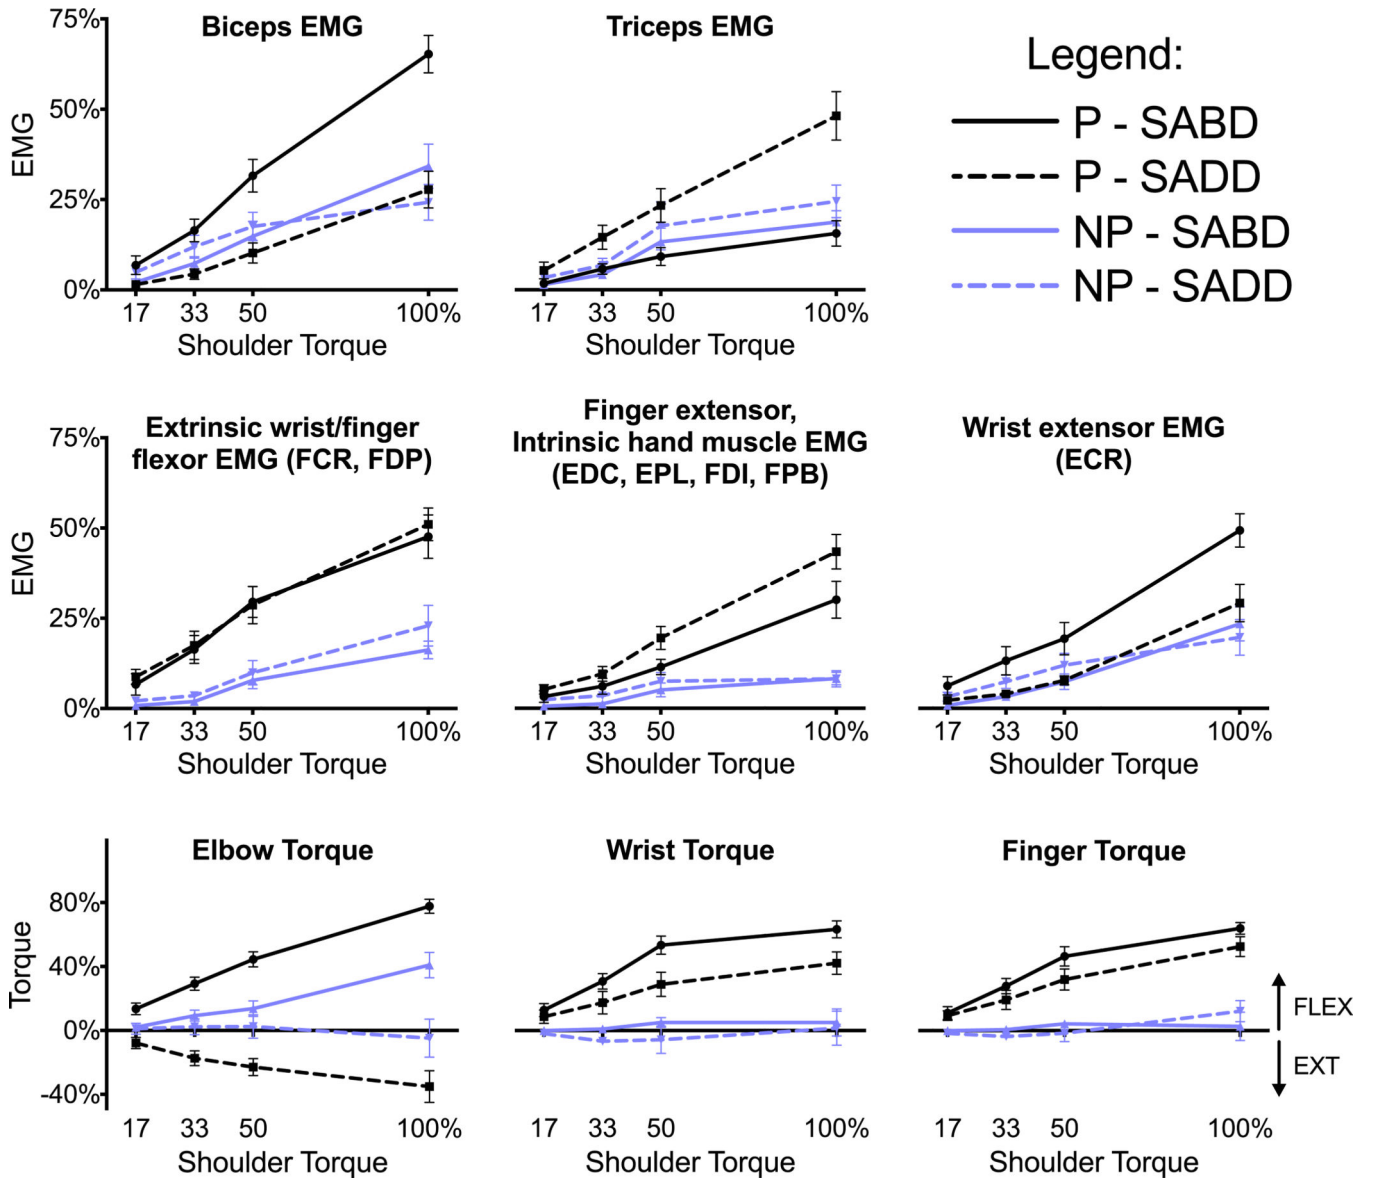 Biceps EMG
75%
50%
25%
0%
EMG
17 33 50 100%
Shoulder Torque
Triceps EMG
17 33 50 100%
Shoulder Torque
Legend:
P - SABD
P - SADD
NP - SABD
NP - SADD
Extrinsic wrist/finger
flexor EMG (FCR, FDP)
75%
50%
25%
0%
EMG
17 33 50 100%
Shoulder Torque
Finger extensor,
Intrinsic hand muscle EMG
(EDC, EPL, FDI, FPB)
17 33 50 100%
Shoulder Torque
Wrist extensor EMG
(ECR)
17 33 50 100%
Shoulder Torque
Elbow Torque
80%
40%
0%
-40%
Torque
17 33 50 100%
Shoulder Torque
Wrist Torque
17 33 50 100%
Shoulder Torque
Finger Torque
FLEX
EXT
17 33 50 100%
Shoulder Torque